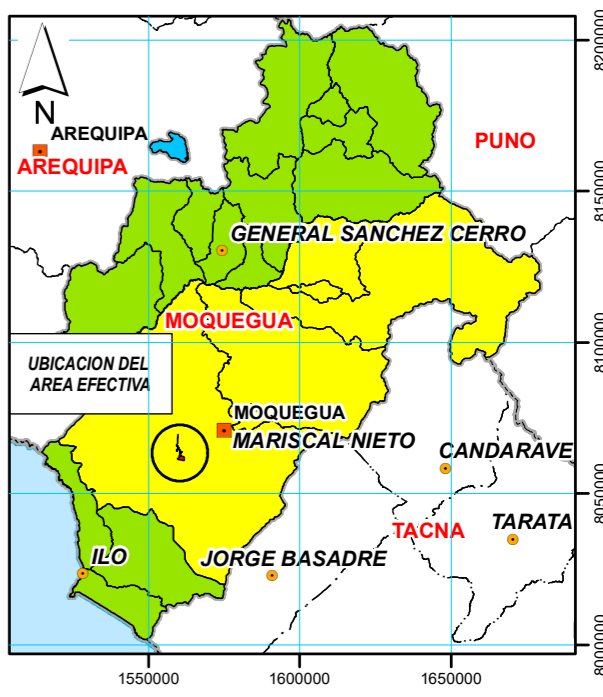 N
AREQUIPA
AREQUIPA
PUNO
GENERAL SANCHEZ CERRO
MOQUEGUA
UBICACION DEL
AREA EFECTIVA
MOQUEGUA
MARISCAL NIETO
CANDARAVE
TACNA
TARATA
ILO
JORGE BASADRE
8200000
8150000
8100000
8050000
8000000
1550000
1600000
1650000